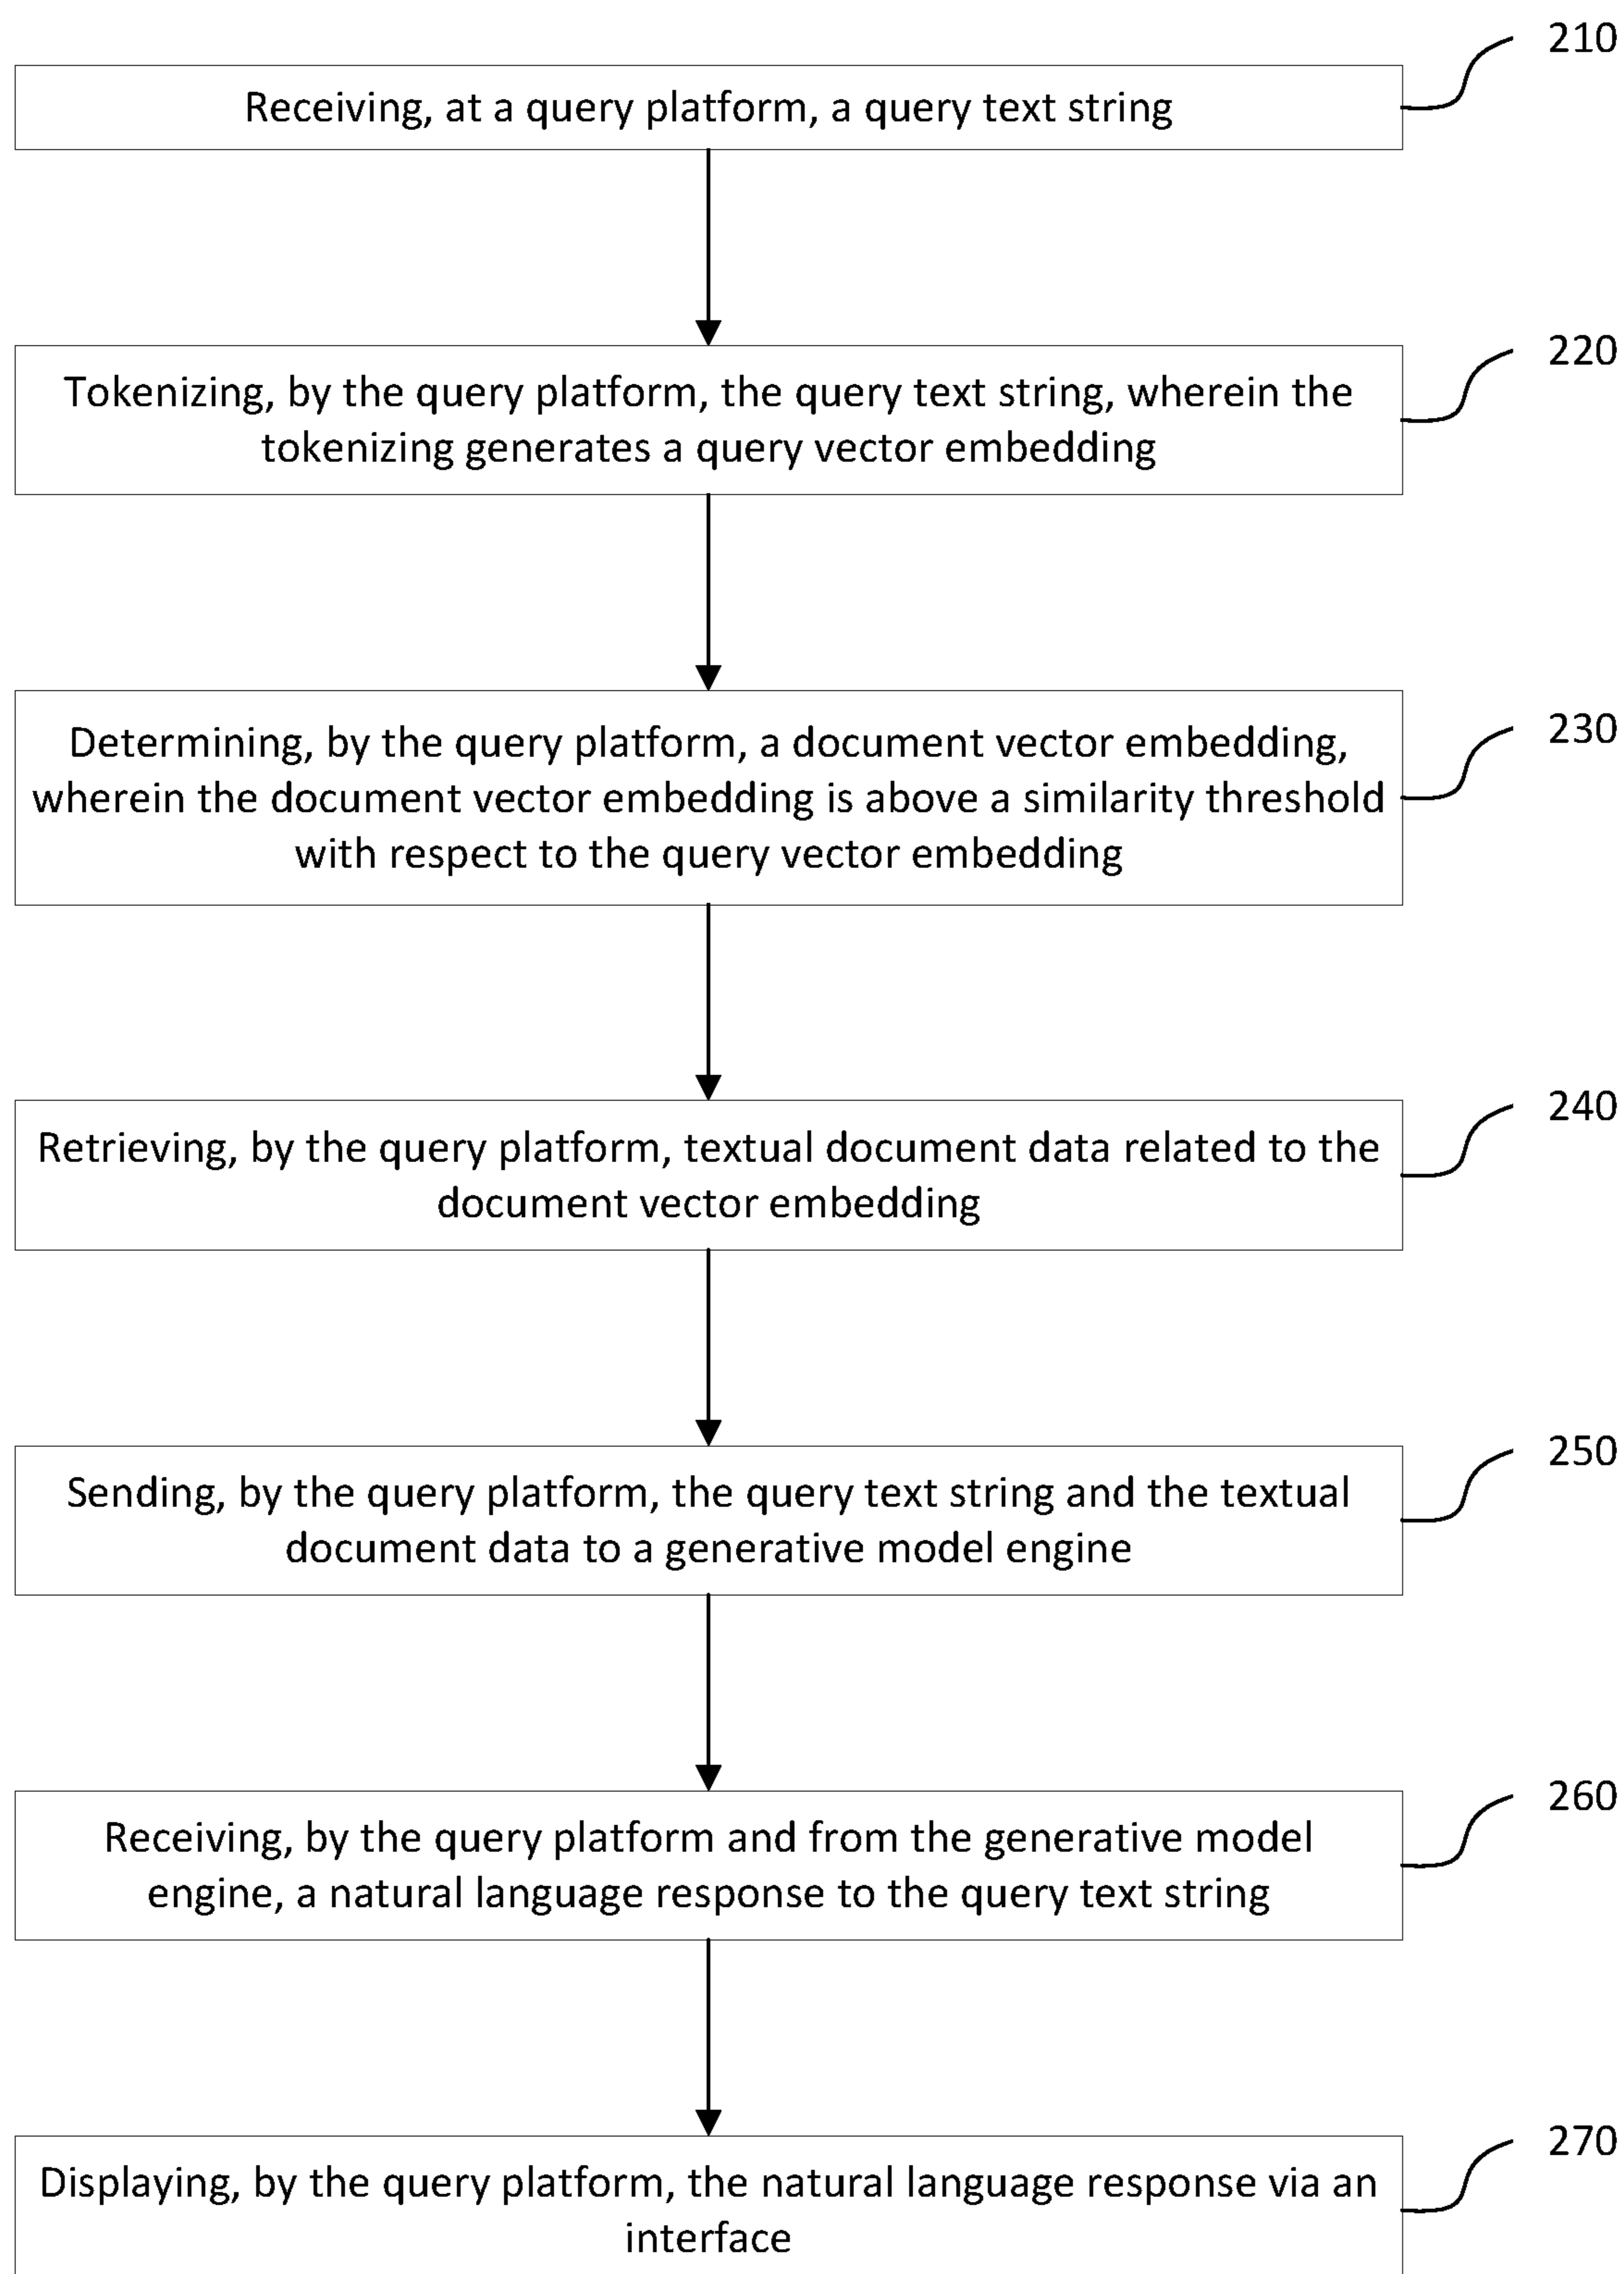 210
Receiving, at a query platform, a query text string
220
Tokenizing, by the query platform, the query text string, wherein the
tokenizing generates a query vector embedding
230
Determining, by the query platform, a document vector embedding,
wherein the document vector embedding is above a similarity threshold
with respect to the query vector embedding
240
Retrieving, by the query platform, textual document data related to the
document vector embedding
250
Sending, by the query platform, the query text string and the textual
document data to a generative model engine
260
Receiving, by the query platform and from the generative model
engine, a natural language response to the query text string
270
Displaying, by the query platform, the natural language response via an
interface